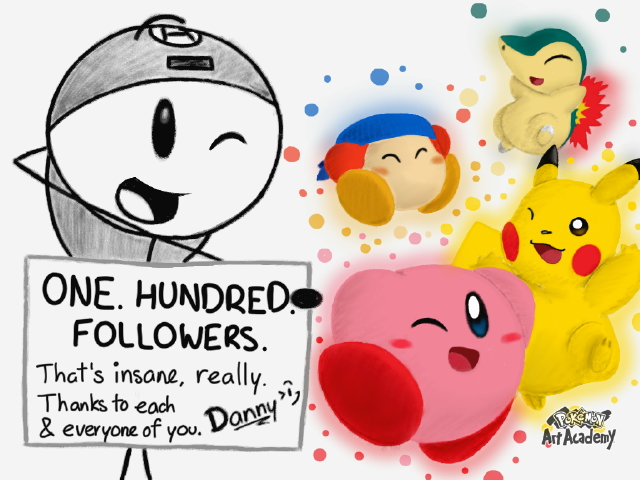 ONE. HUNDRED.
FOLLOWERS.
That's insane, really.
Thanks to each
& everyone of you. Danny
POKÉMON
Art Academy